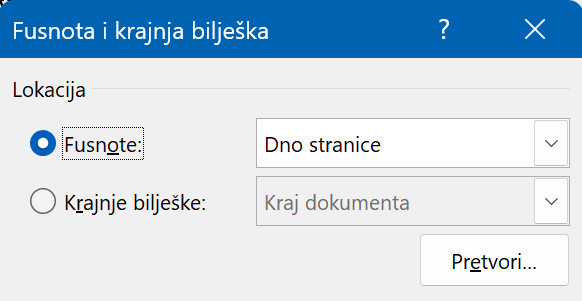 Fusnota i krajnja bilješka ?
Lokacija
Fusnote: Dno stranice
Krajnje bilješke: Kraj dokumenta
Pretvori...